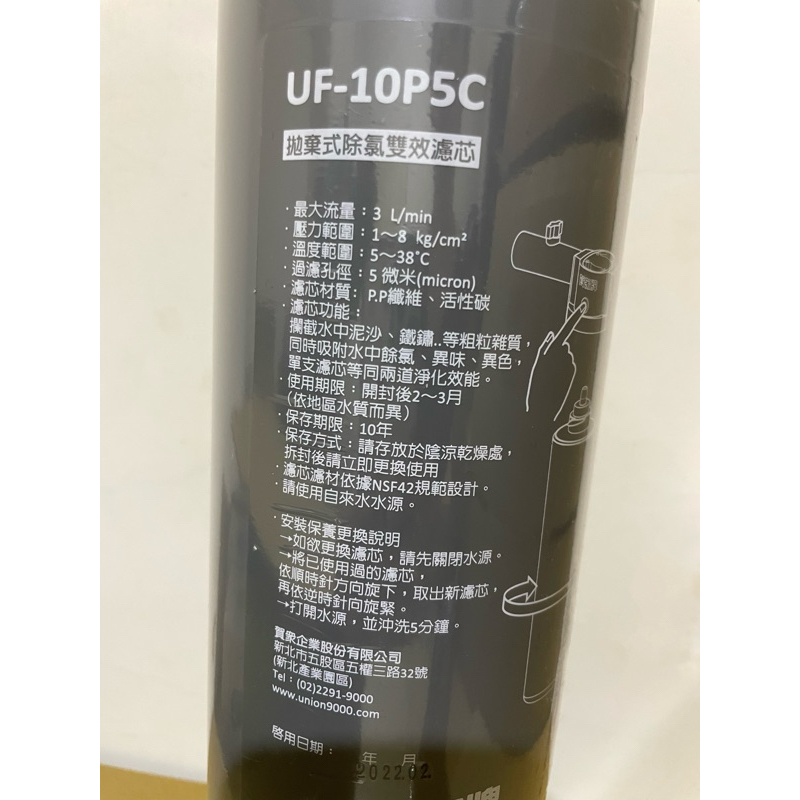 UF-10P5C
拋棄式除氯雙效濾芯
·最大流量：3 L/min
·壓力範圍：1～8 kg/cm²
·溫度範圍：5～38°C
·過濾孔徑：5 微米(micron)
·濾芯材質：P.P纖維、活性碳
·濾芯功能：
攔截水中泥沙、鐵鏽..等粗粒雜質，
同時吸附水中餘氯、異味、異色，
單支濾芯等同兩道淨化效能。
·使用期限：開封後2～3月
（依地區水質而異）
·保存期限：10年
·保存方式：請存放於陰涼乾燥處，
拆封後請立即更換使用
·濾芯濾材依據NSF42規範設計。
·請使用自來水水源。
·安裝保養更換說明
→如欲更換濾芯，請先關閉水源。
→將已使用過的濾芯，
依順時針方向旋下，取出新濾芯，
再依逆時針向旋緊。
→打開水源，並沖洗5分鐘。
賀眾企業股份有限公司
新北市五股區五權三路32號
(新北產業園區)
Tel：(02)2291-9000
www.union9000.com
啓用日期： 年 月
202202